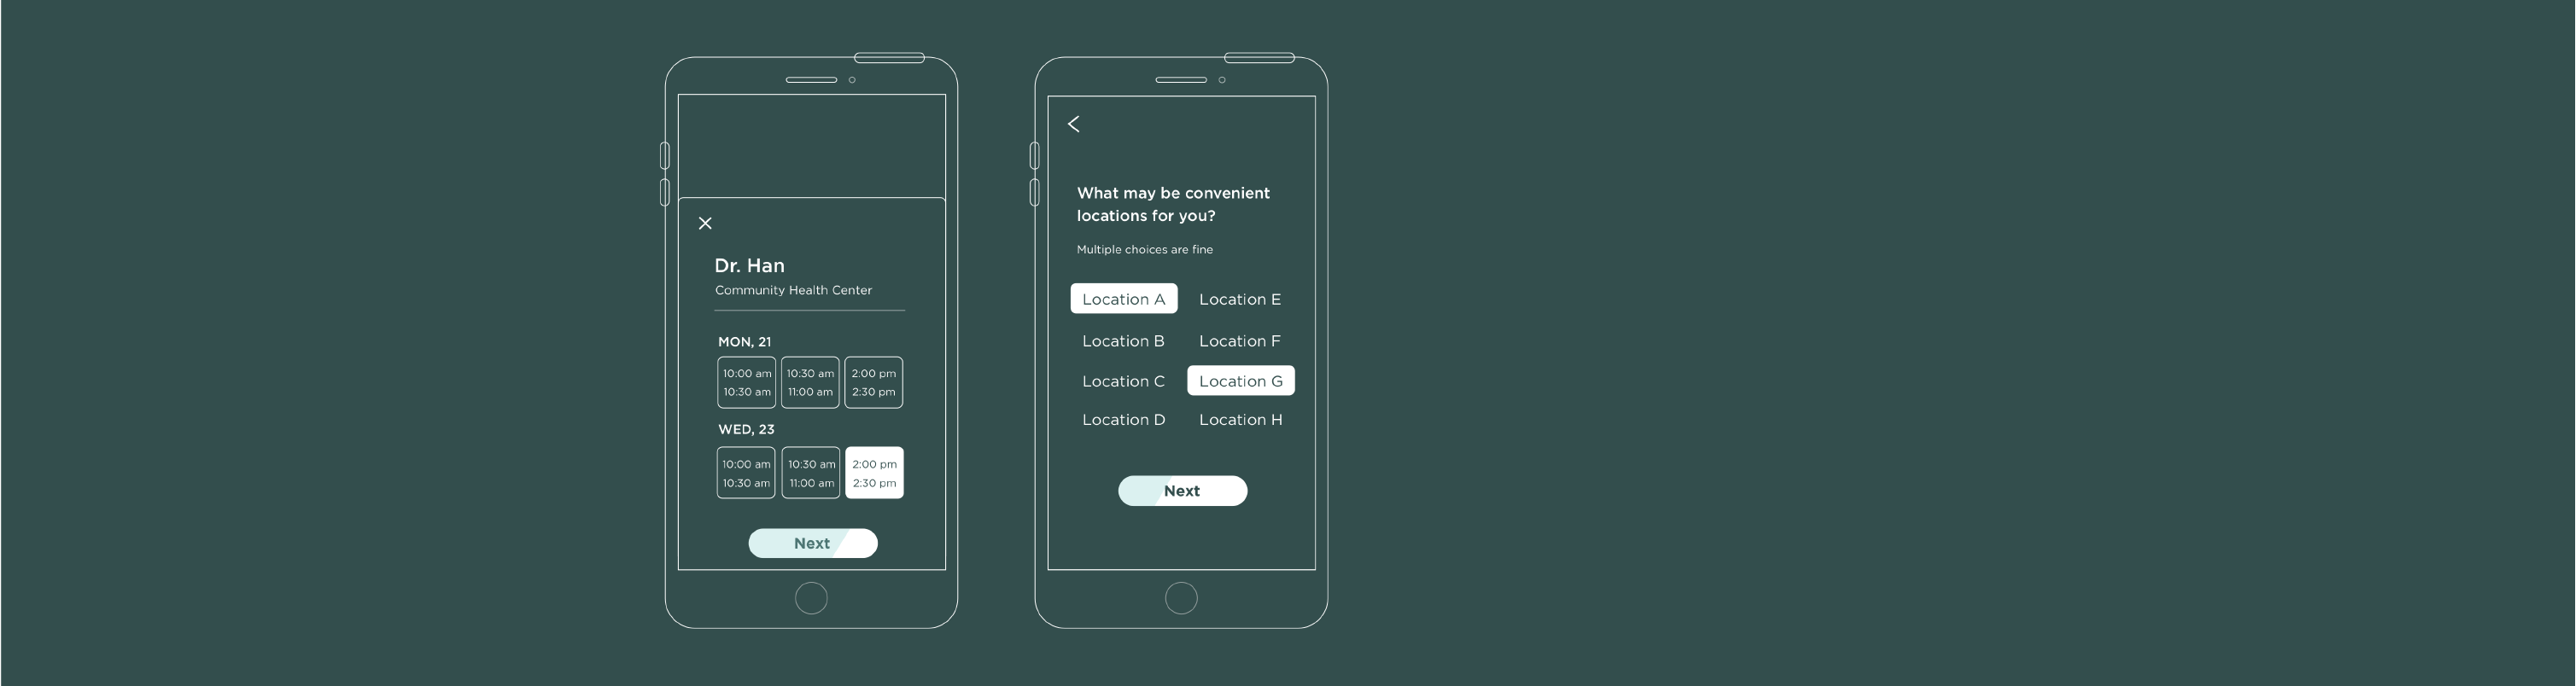 Dr. Han
Community Health Center
MON, 21
10:00 am 10:30 am 2:00 pm
10:30 am 11:00 am 2:30 pm
WED, 23
10:00 am 10:30 am 2:00 pm
10:30 am 11:00 am 2:30 pm
Next
What may be convenient
locations for you?
Multiple choices are fine
Location A Location E
Location B Location F
Location C Location G
Location D Location H
Next